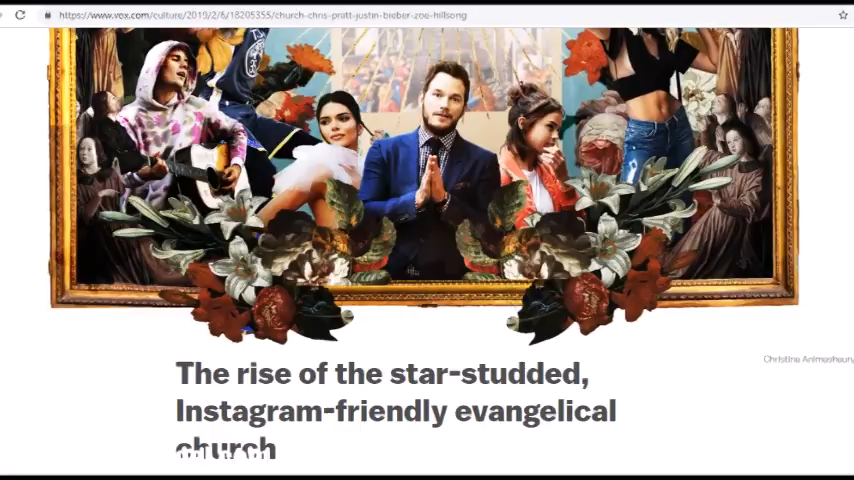 https://www.vox.com/culture/2019/2/6/18205355/church-chris-pratt-justin-bieber-zoe-hillsong
Christina Animashaun
The rise of the star-studded,
Instagram-friendly evangelical
church